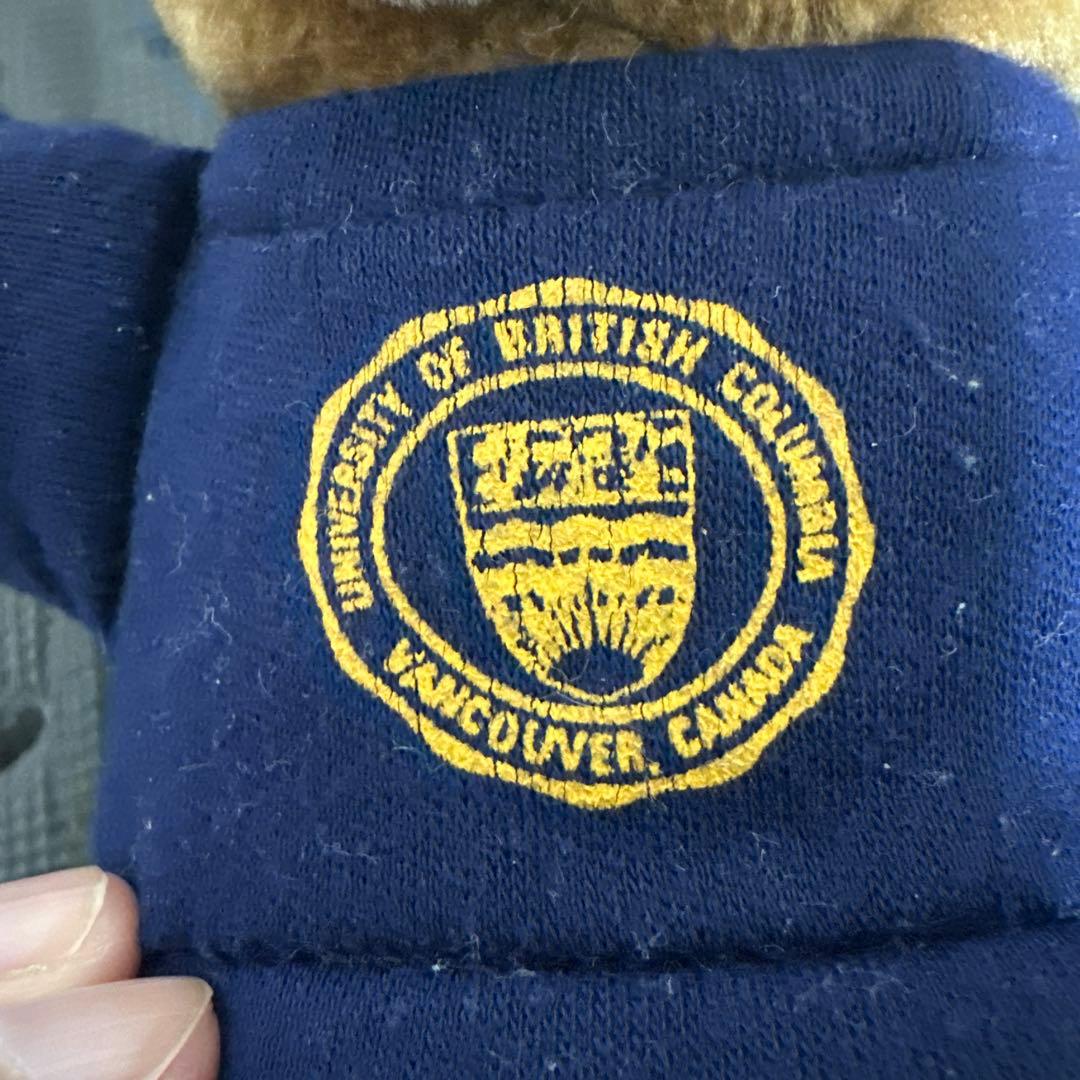 UNIVERSITY OF BRITISH COLUMBIA
VANCOUVER, CANADA